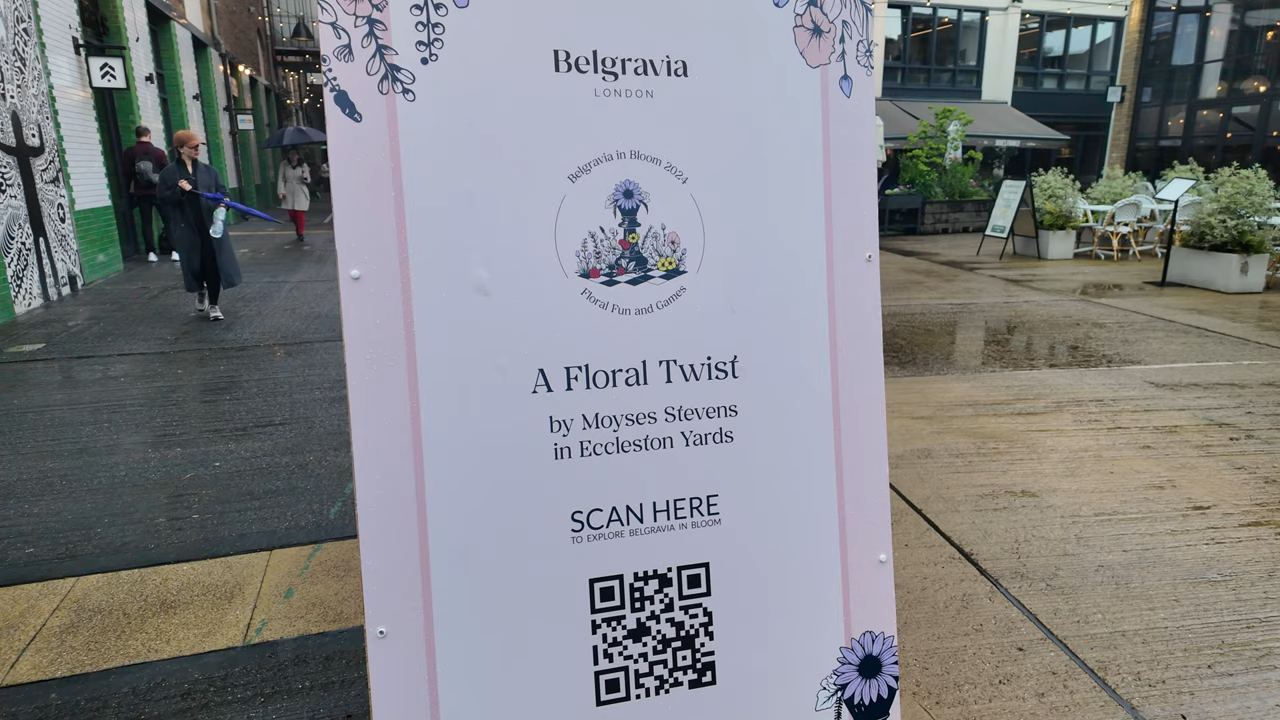 Belgravia
LONDON
Belgravia in Bloom 2024
Floral Fun and Games
A Floral Twist
by Moyses Stevens
in Eccleston Yards
SCAN HERE
TO EXPLORE BELGRAVIA IN BLOOM